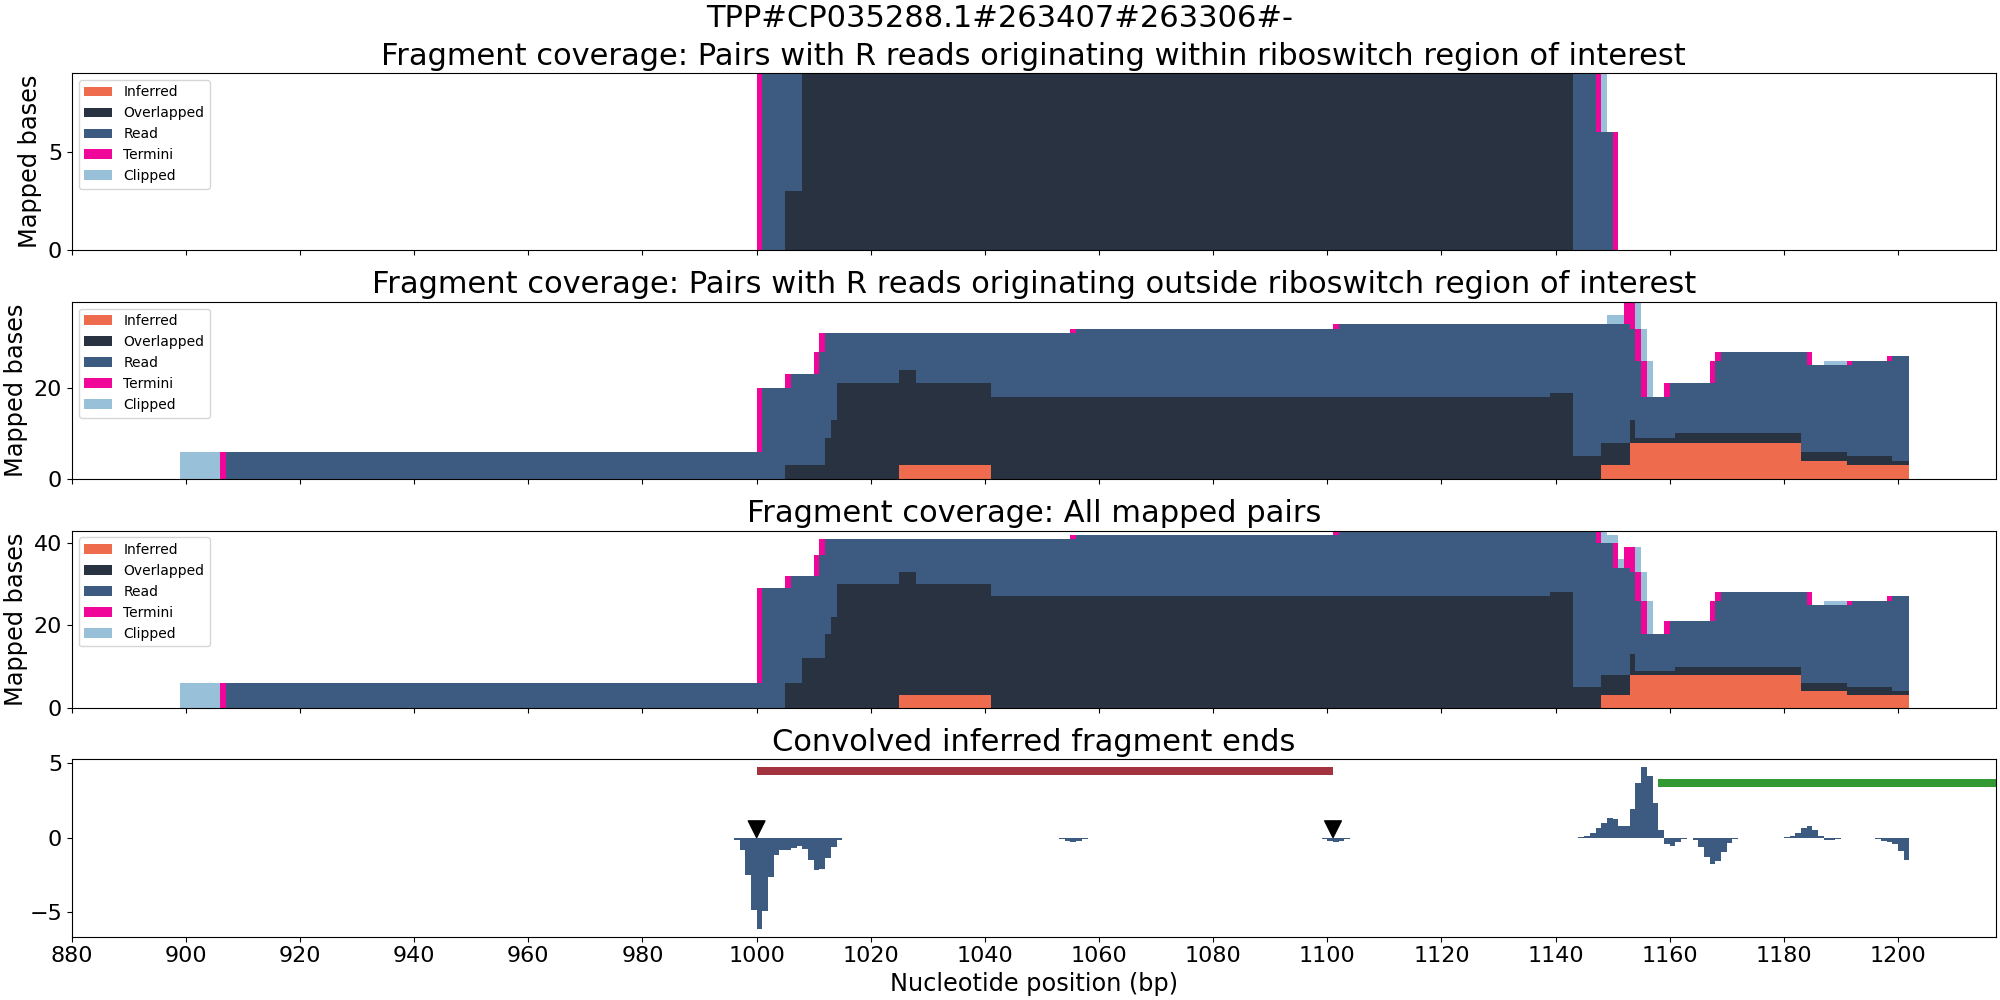 TPP#CP035288.1#263407#263306#-
Fragment coverage: Pairs with R reads originating within riboswitch region of interest
Mapped bases
5
0
Inferred
Overlapped
Read
Termini
Clipped
Fragment coverage: Pairs with R reads originating outside riboswitch region of interest
Mapped bases
20
0
Inferred
Overlapped
Read
Termini
Clipped
Fragment coverage: All mapped pairs
Mapped bases
40
20
0
Inferred
Overlapped
Read
Termini
Clipped
Convolved inferred fragment ends
5
0
−5
880 900 920 940 960 980 1000 1020 1040 1060 1080 1100 1120 1140 1160 1180 1200
Nucleotide position (bp)